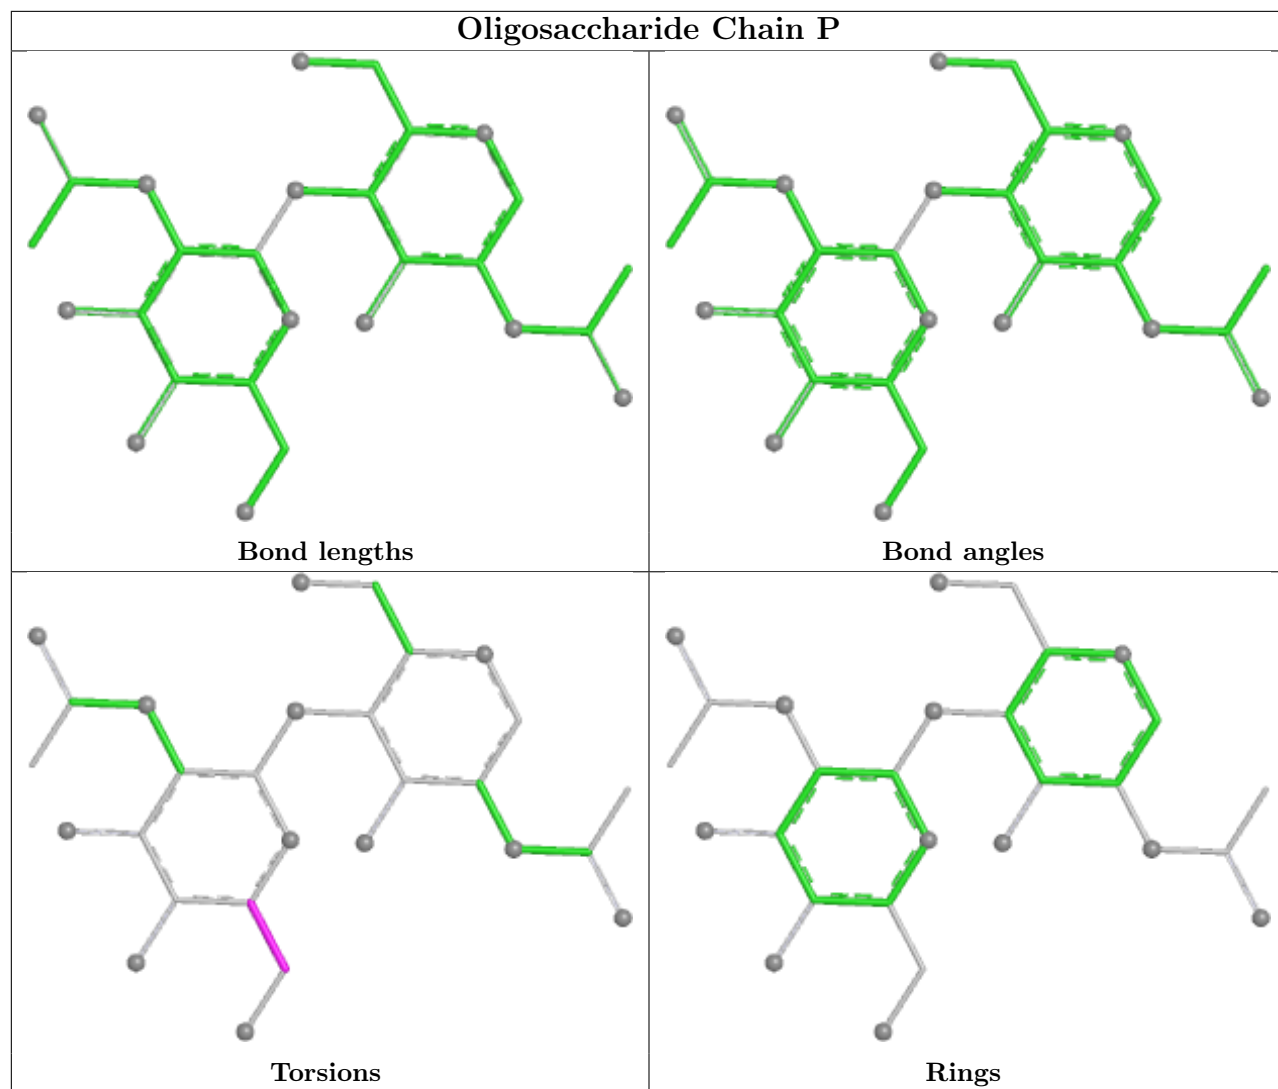 Oligosaccharide Chain P
Bond lengths
Bond angles
Torsions
Rings